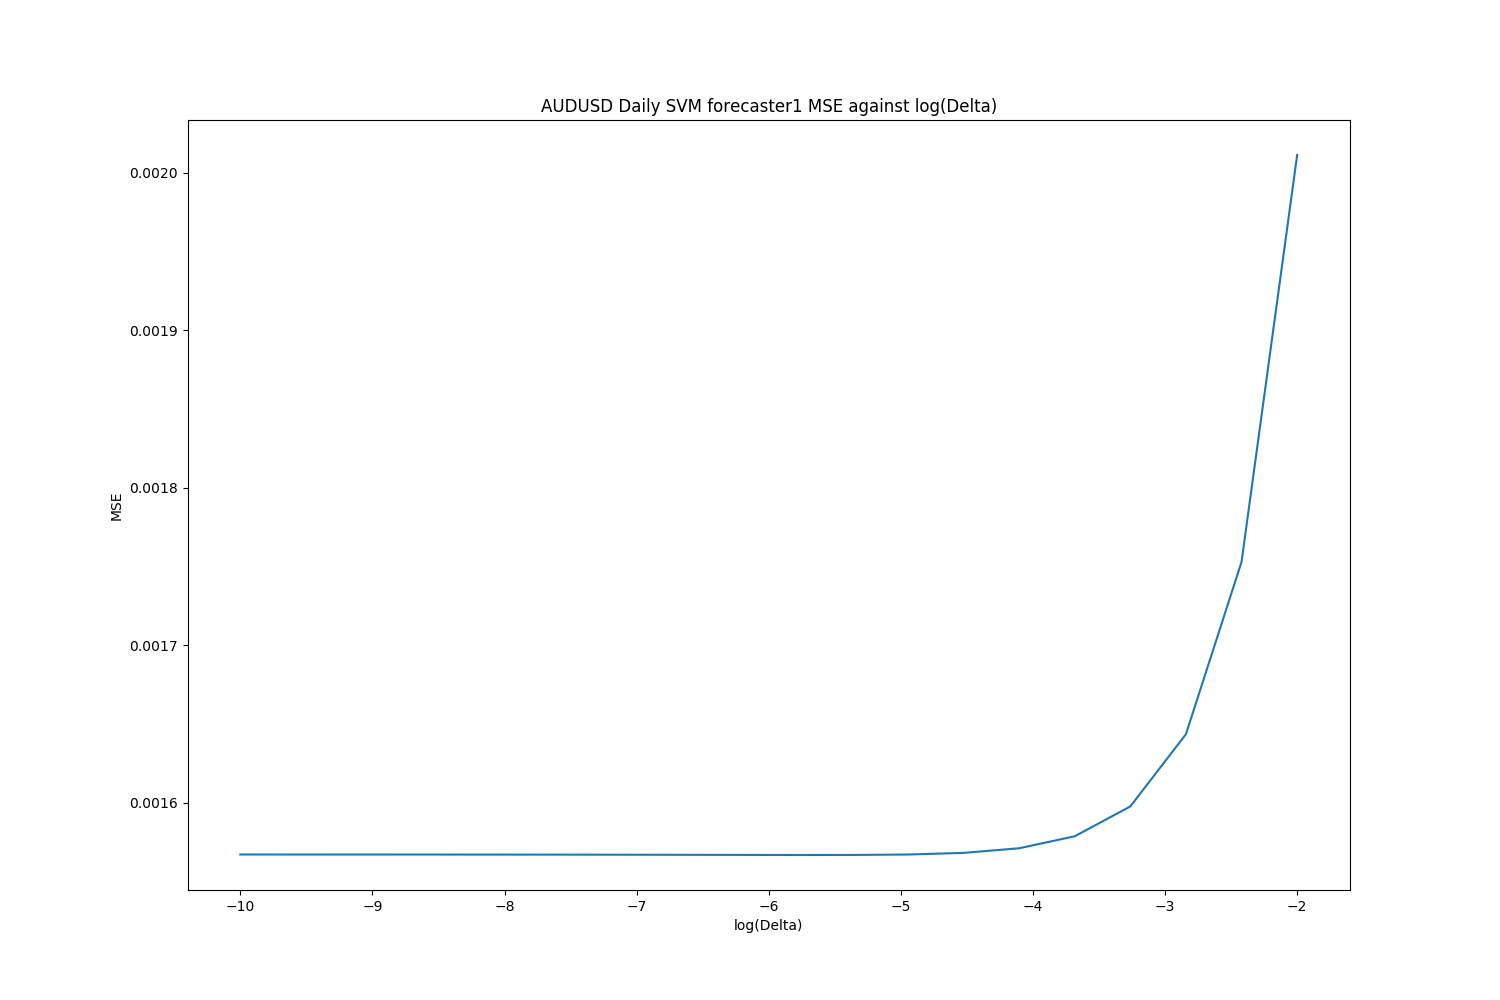 AUDUSD Daily SVM forecaster1 MSE against log(Delta)
0.0020
0.0019
0.0018
0.0017
0.0016
MSE
−10 −9 −8 −7 −6 −5 −4 −3 −2
log(Delta)